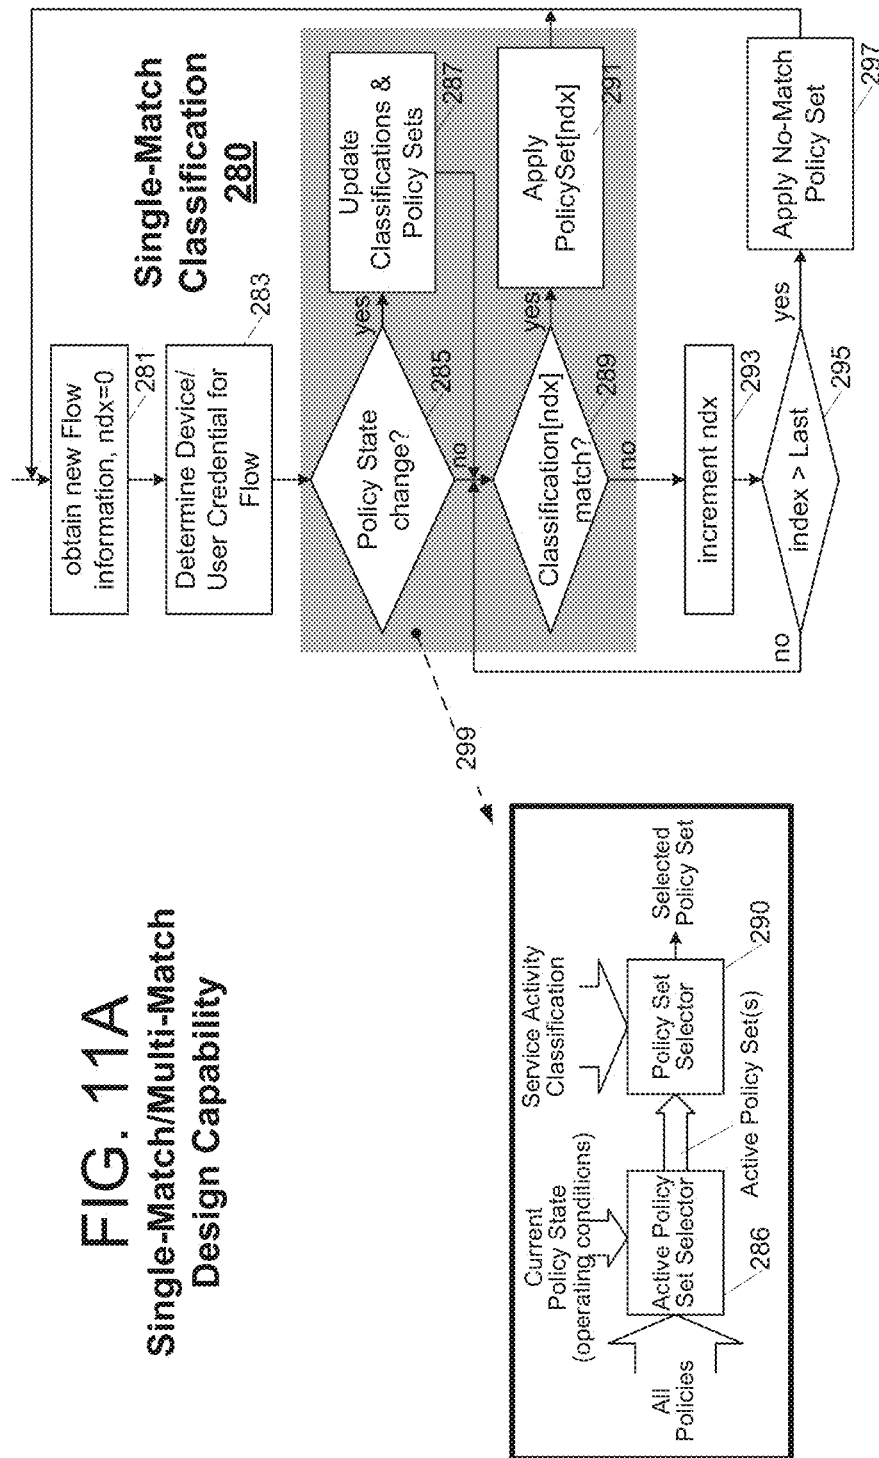 FIG. 11A
Single-Match/Multi-Match
Design Capability
Single-Match
Classification
280
obtain new Flow
information, ndx=0
281
Determine Device/
User Credential for
Flow
283
Policy State
change?
285
yes
no
Update
Classifications &
Policy Sets
287
Classification[ndx]
match?
289
yes
no
Apply
PolicySet[ndx]
291
increment ndx
293
index > Last
295
no
yes
Apply No-Match
Policy Set
297
299
All
Policies
Current
Policy State
(operating conditions)
Active Policy
Set Selector
286
Active Policy Set(s)
Service Activity
Classification
Policy Set
Selector
290
Selected
Policy Set